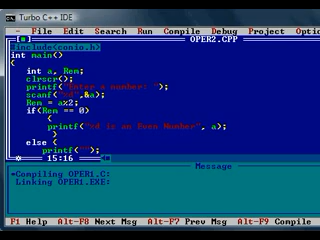 Turbo C++ IDE
File Edit Search Run Compile Debug Project Option
OPER2.CPP
#include<conio.h>
int main()
{
int a, Rem;
clrscr();
printf("Enter a number: ");
scanf("%d",&a);
Rem = a%2;
if(Rem == 0)
{
printf("%d is an Even Number", a);
}
else {
printf("");
15:16
Message
•Compiling OPER1.C:
Linking OPER1.EXE:
F1 Help Alt-F8 Next Msg Alt-F7 Prev Msg Alt-F9 Compile